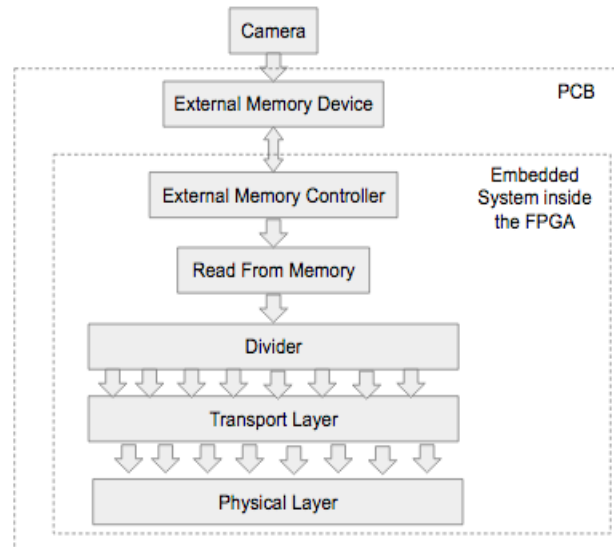 Camera
External Memory Device
PCB
External Memory Controller
Embedded
System inside
the FPGA
Read From Memory
Divider
Transport Layer
Physical Layer